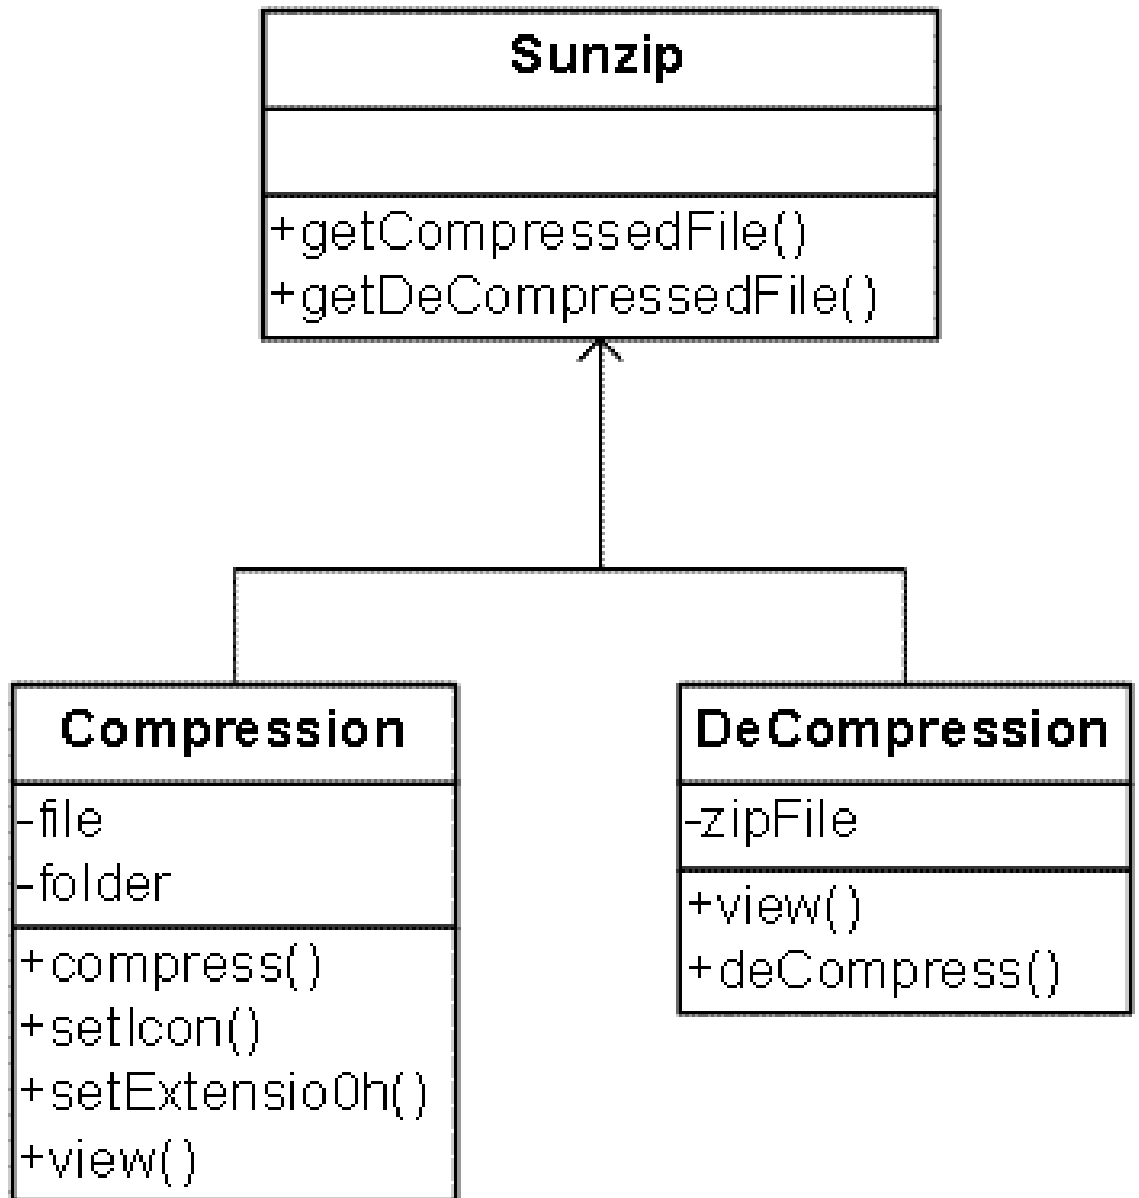 Sunzip
+getCompressedFile()
+getDeCompressedFile()
Compression
-file
-folder
+compress()
+setIcon()
+setExtensio0h()
+view()
DeCompression
-zipFile
+view()
+deCompress()